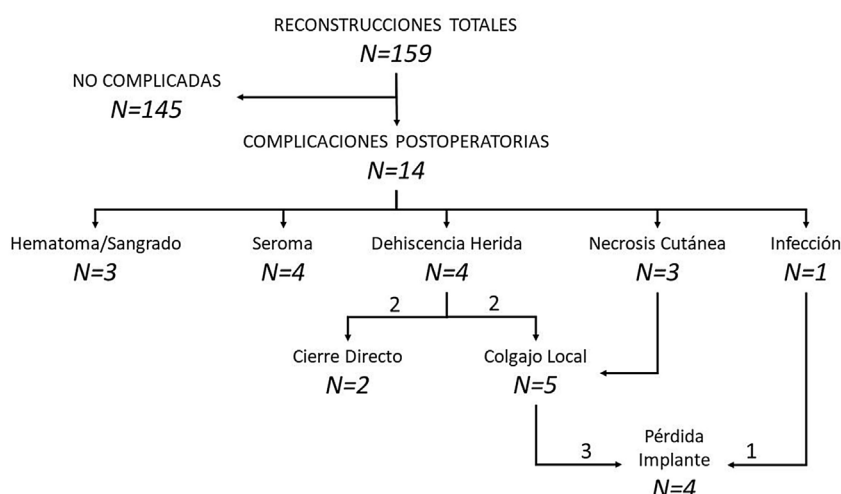 RECONSTRUCCIONES TOTALES
N=159
NO COMPLICADAS
N=145
COMPLICACIONES POSTOPERATORIAS
N=14
Hematoma/Sangrado
N=3
Seroma
N=4
Dehiscencia Herida
N=4
Necrosis Cutánea
N=3
Infección
N=1
2
2
Cierre Directo
N=2
Colgajo Local
N=5
3
Pérdida
Implante
N=4
1